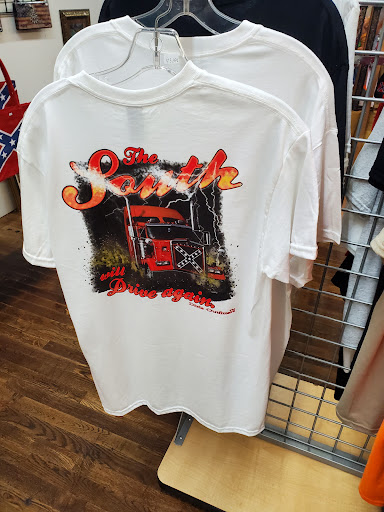 The
South
will
Drive again.